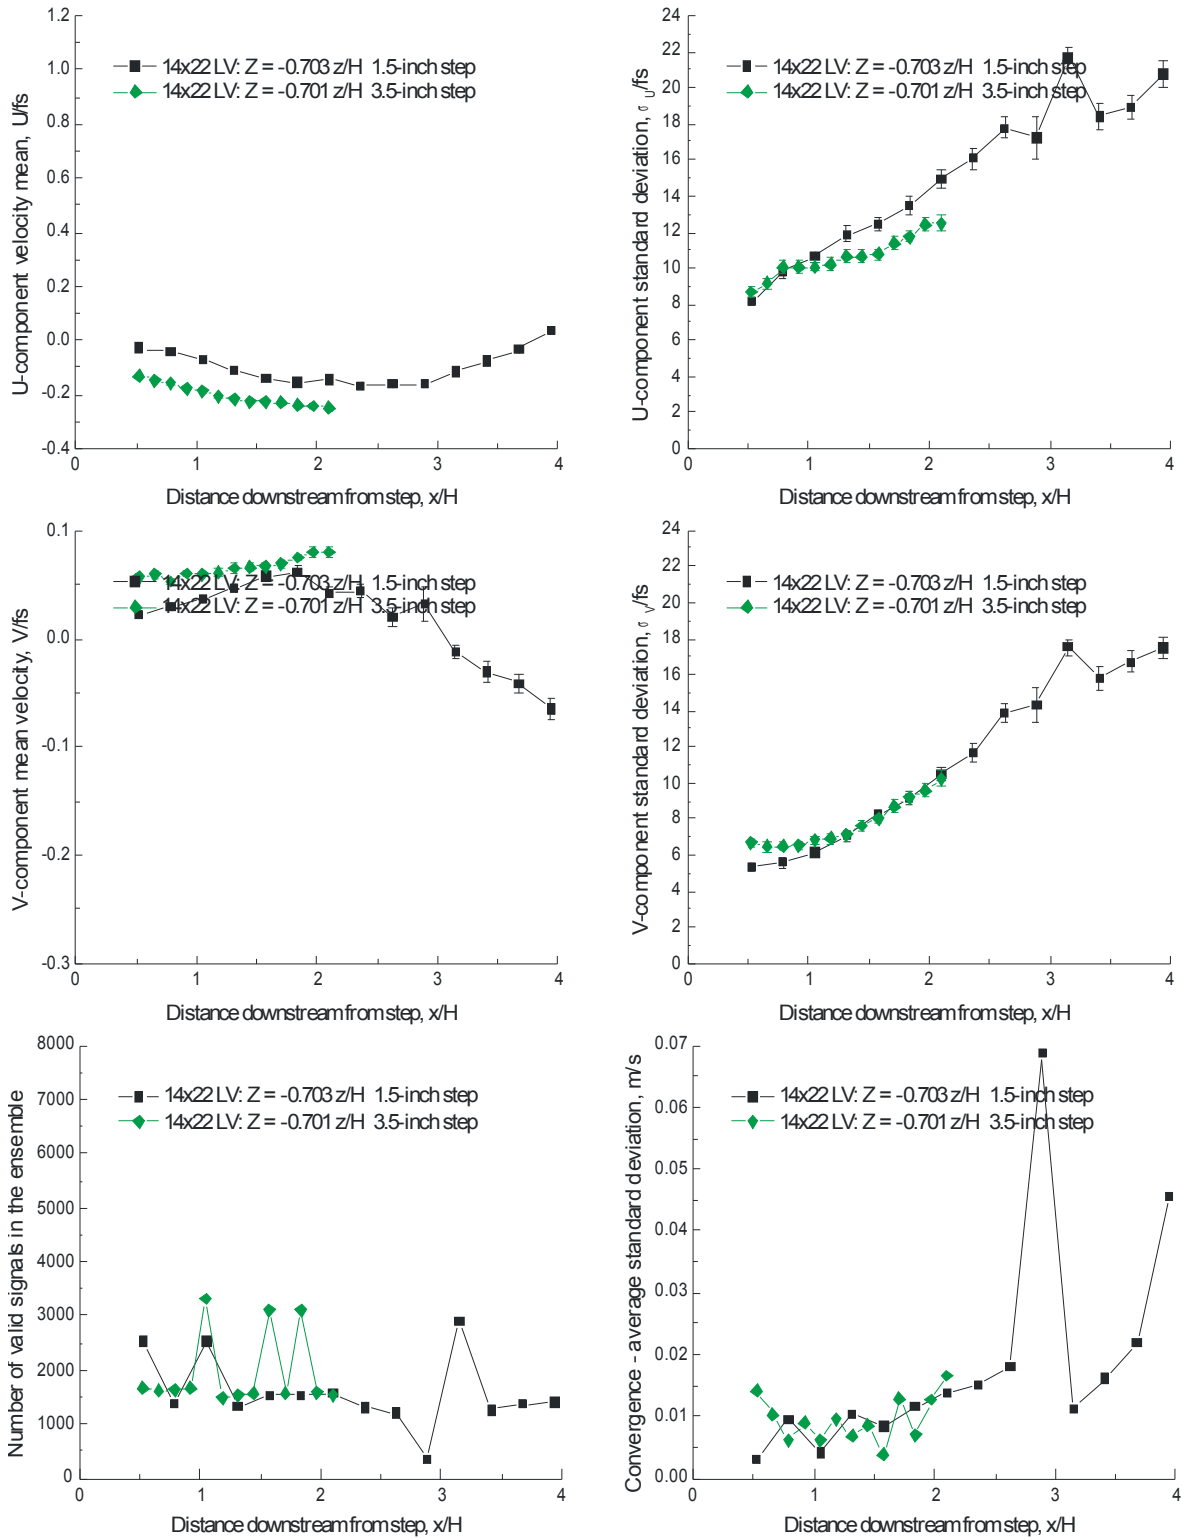 U-component velocity mean, U/fs
1.2
1.0
0.8
0.6
0.4
0.2
0.0
-0.2
-0.4
14x22 LV: Z = -0.703 z/H 1.5-inch step
14x22 LV: Z = -0.701 z/H 3.5-inch step
0 1 2 3 4
Distance downstream from step, x/H
U-component standard deviation, σU/fs
24
22
20
18
16
14
12
10
8
6
4
2
0
14x22 LV: Z = -0.703 z/H 1.5-inch step
14x22 LV: Z = -0.701 z/H 3.5-inch step
0 1 2 3 4
Distance downstream from step, x/H
V-component mean velocity, V/fs
0.1
0.0
-0.1
-0.2
-0.3
14x22 LV: Z = -0.703 z/H 1.5-inch step
14x22 LV: Z = -0.701 z/H 3.5-inch step
0 1 2 3 4
Distance downstream from step, x/H
V-component standard deviation, σV/fs
24
22
20
18
16
14
12
10
8
6
4
2
0
14x22 LV: Z = -0.703 z/H 1.5-inch step
14x22 LV: Z = -0.701 z/H 3.5-inch step
0 1 2 3 4
Distance downstream from step, x/H
Number of valid signals in the ensemble
8000
7000
6000
5000
4000
3000
2000
1000
0
14x22 LV: Z = -0.703 z/H 1.5-inch step
14x22 LV: Z = -0.701 z/H 3.5-inch step
0 1 2 3 4
Distance downstream from step, x/H
Convergence - average standard deviation, m/s
0.07
0.06
0.05
0.04
0.03
0.02
0.01
0.00
14x22 LV: Z = -0.703 z/H 1.5-inch step
14x22 LV: Z = -0.701 z/H 3.5-inch step
0 1 2 3 4
Distance downstream from step, x/H